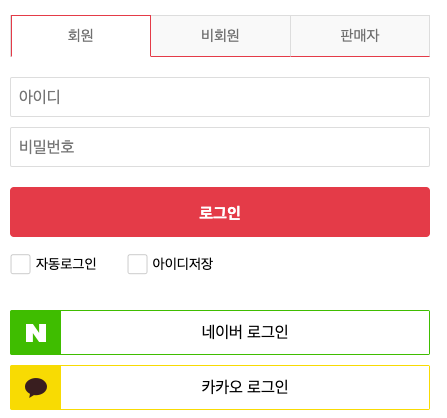 회원 비회원 판매자
아이디
비밀번호
로그인
자동로그인 아이디저장
N 네이버 로그인
카카오 로그인